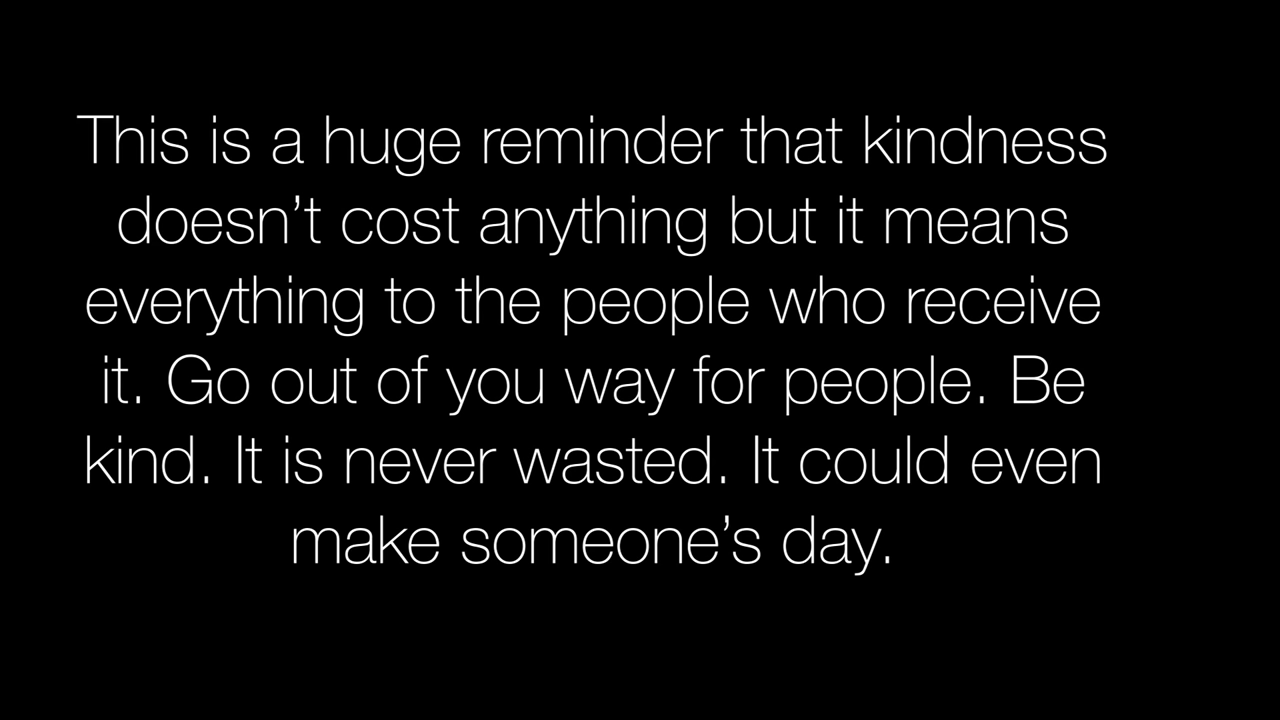 This is a huge reminder that kindness
doesn’t cost anything but it means
everything to the people who receive
it. Go out of you way for people. Be
kind. It is never wasted. It could even
make someone’s day.